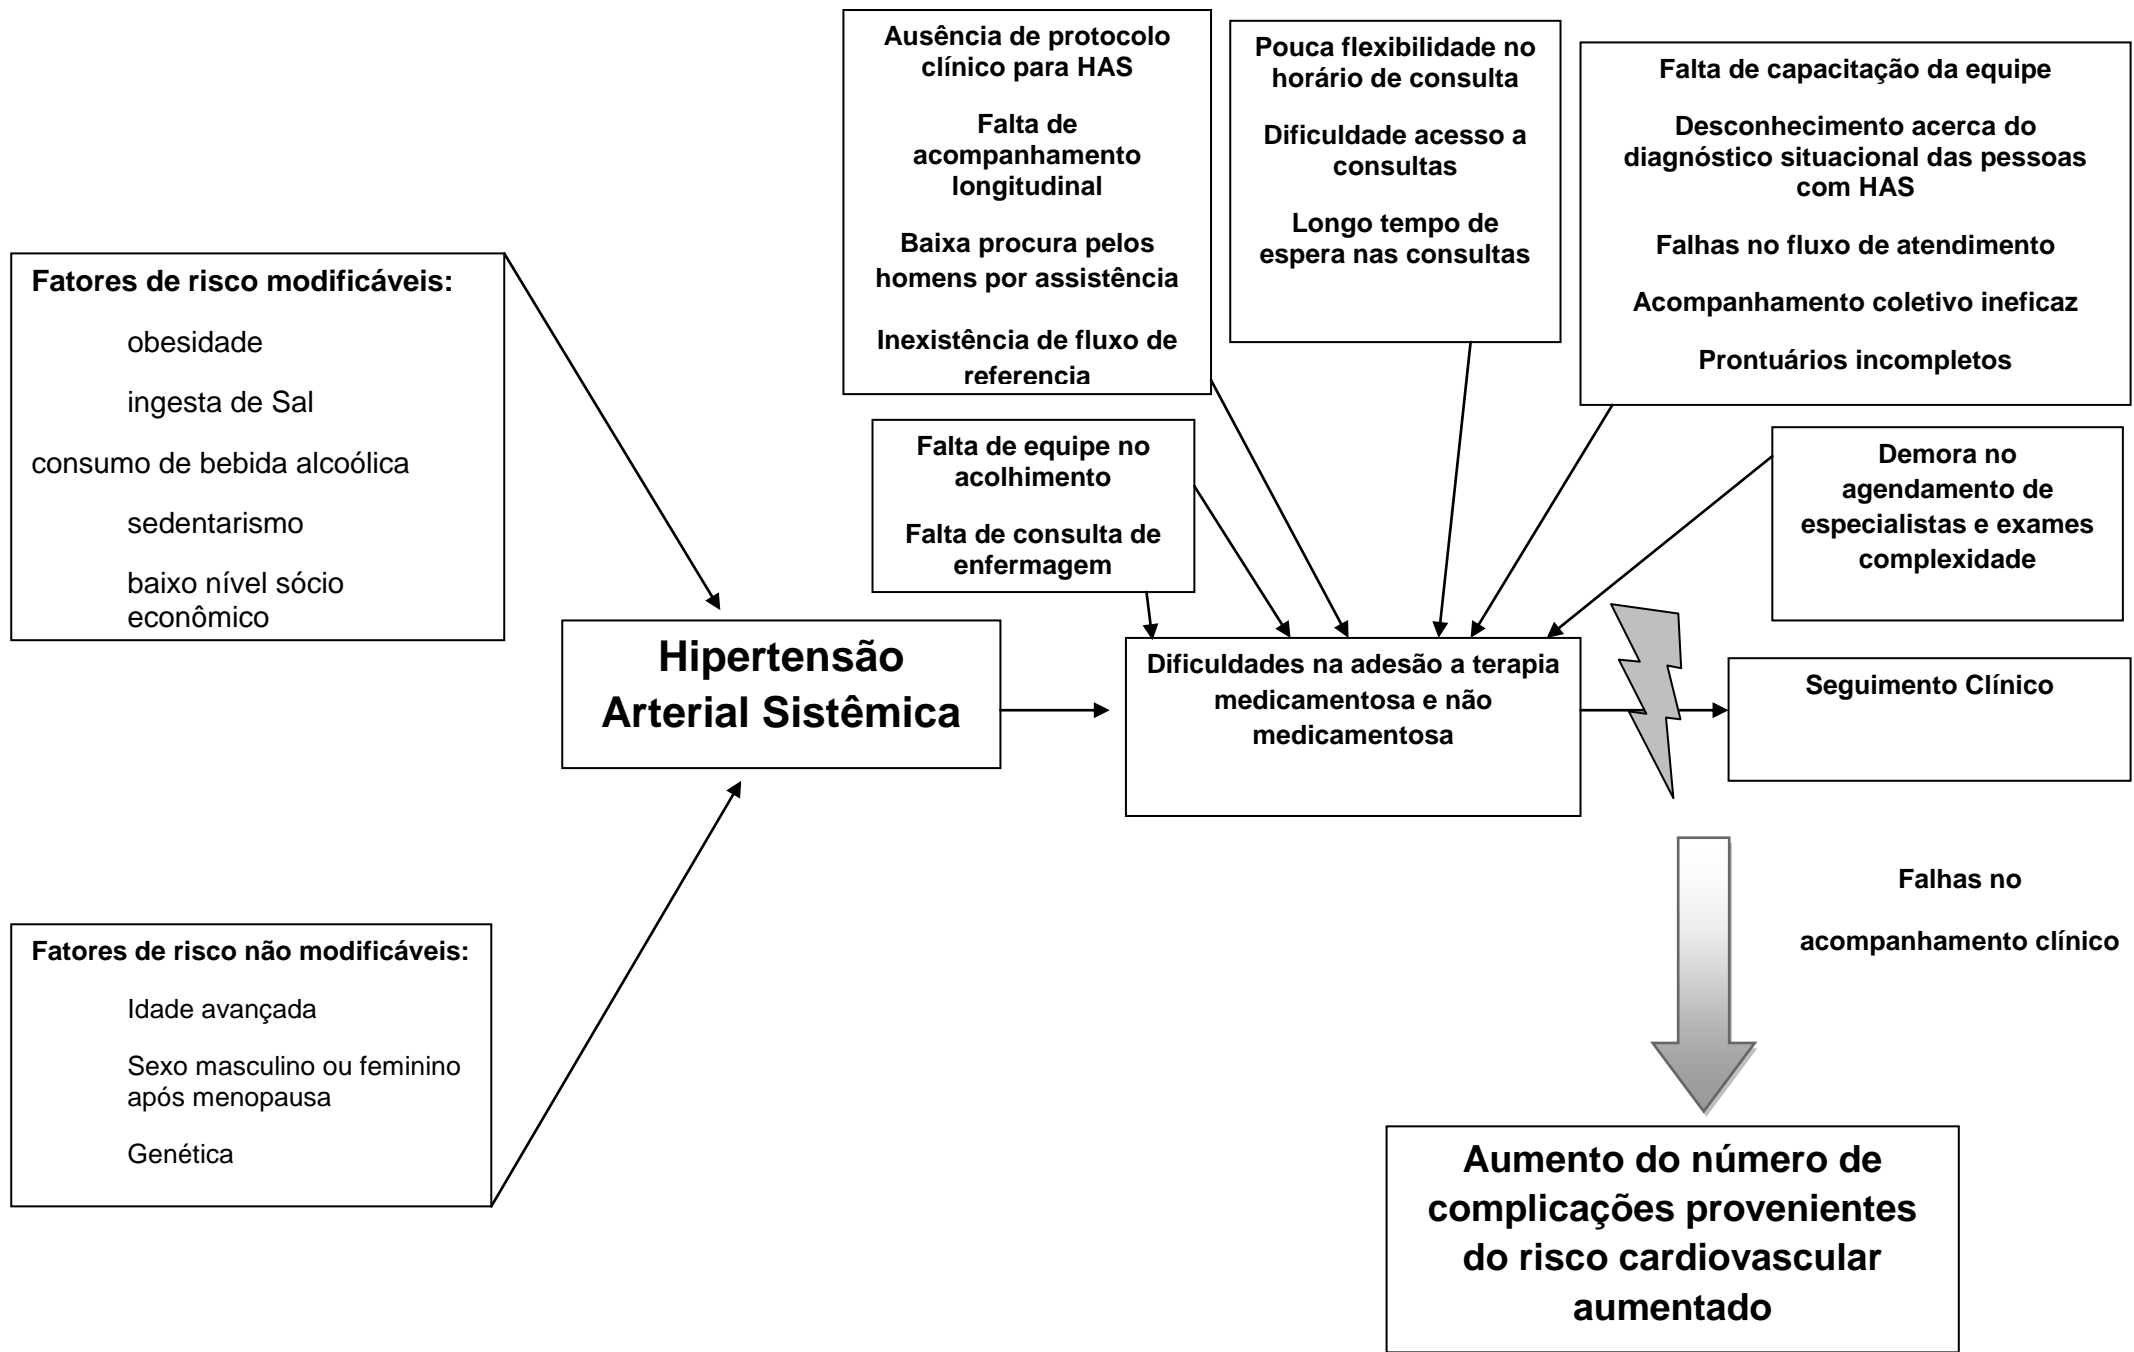 Ausência de protocolo
clínico para HAS
Falta de
acompanhamento
longitudinal
Baixa procura pelos
homens por assistência
Inexistência de fluxo de
referencia
Pouca flexibilidade no
horário de consulta
Dificuldade acesso a
consultas
Longo tempo de
espera nas consultas
Falta de capacitação da equipe
Desconhecimento acerca do
diagnóstico situacional das pessoas
com HAS
Falhas no fluxo de atendimento
Acompanhamento coletivo ineficaz
Prontuários incompletos
Fatores de risco modificáveis:
obesidade
ingesta de Sal
consumo de bebida alcoólica
sedentarismo
baixo nível sócio
econômico
Falta de equipe no
acolhimento
Falta de consulta de
enfermagem
Demora no
agendamento de
especialistas e exames
complexidade
Hipertensão
Arterial Sistêmica
Dificuldades na adesão a terapia
medicamentosa e não
medicamentosa
Seguimento Clínico
Falhas no
acompanhamento clínico
Fatores de risco não modificáveis:
Idade avançada
Sexo masculino ou feminino
após menopausa
Genética
Aumento do número de
complicações provenientes
do risco cardiovascular
aumentado